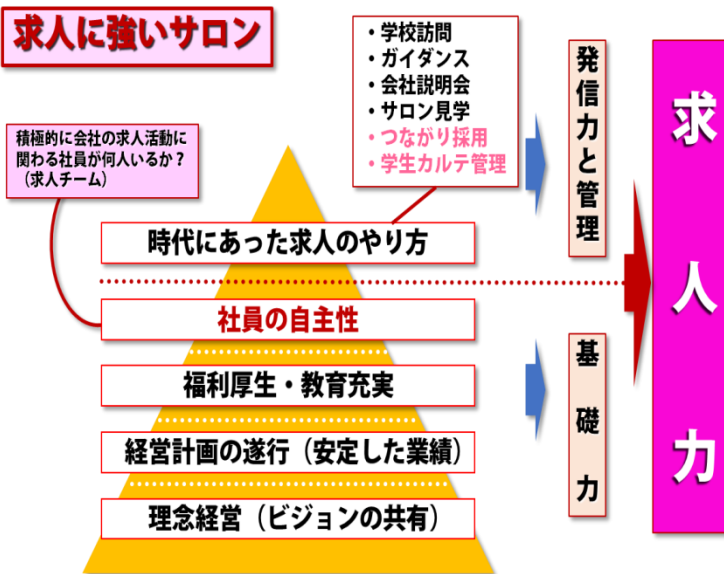 求人に強いサロン
・学校訪問
・ガイダンス
・会社説明会
・サロン見学
・つながり採用
・学生カルテ管理
積極的に会社の求人活動に
関わる社員が何人いるか？
（求人チーム）
時代にあった求人のやり方
社員の自主性
福利厚生・教育充実
経営計画の遂行（安定した業績）
理念経営（ビジョンの共有）
発信力と管理
基礎力
求人力